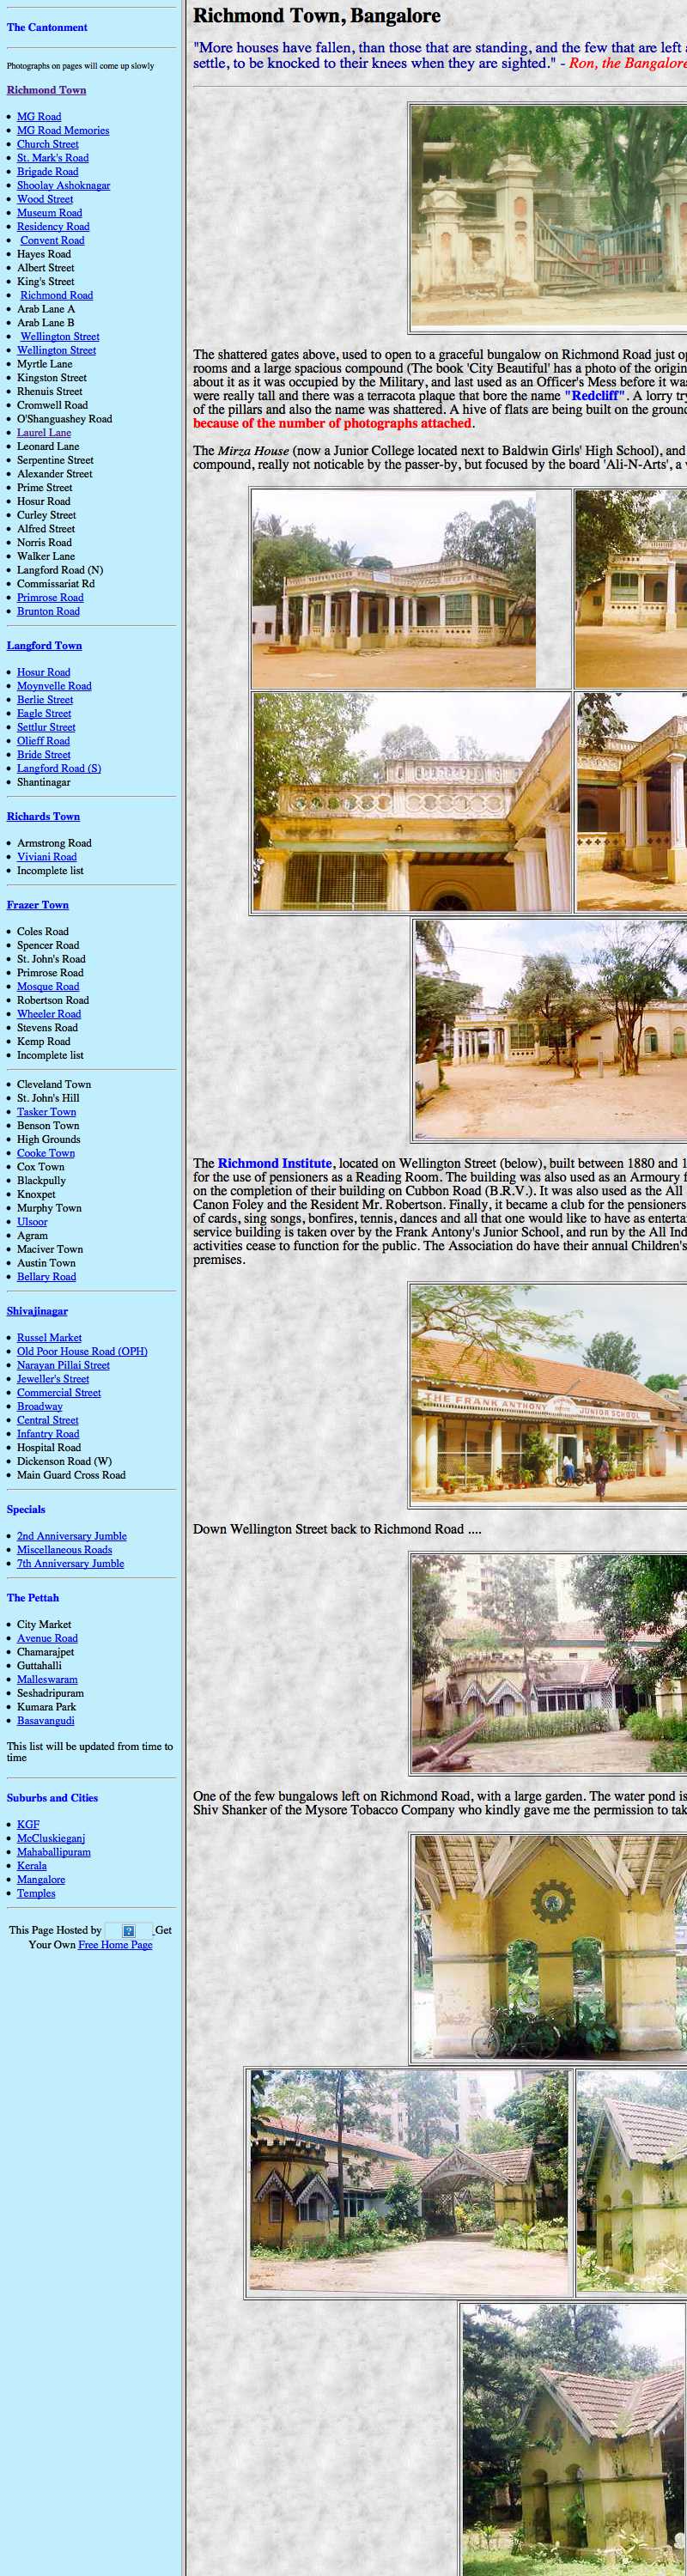 The Cantonment
Photographs on pages will come up slowly
Richmond Town
MG Road
MG Road Memories
Church Street
St. Mark's Road
Brigade Road
Shoolay Ashoknagar
Wood Street
Museum Road
Residency Road
Convent Road
Hayes Road
Albert Street
King's Street
Richmond Road
Arab Lane A
Arab Lane B
Wellington Street
Wellington Street
Myrtle Lane
Kingston Street
Rhenuis Street
Cromwell Road
O'Shanguashey Road
Laurel Lane
Leonard Lane
Serpentine Street
Alexander Street
Prime Street
Hosur Road
Curley Street
Alfred Street
Norris Road
Walker Lane
Langford Road (N)
Commissariat Rd
Primrose Road
Brunton Road
Langford Town
Hosur Road
Moynvelle Road
Berlie Street
Eagle Street
Settlur Street
Olieff Road
Bride Street
Langford Road (S)
Shantinagar
Richards Town
Armstrong Road
Viviani Road
Incomplete list
Frazer Town
Coles Road
Spencer Road
St. John's Road
Primrose Road
Mosque Road
Robertson Road
Wheeler Road
Stevens Road
Kemp Road
Incomplete list
Cleveland Town
St. John's Hill
Tasker Town
Benson Town
High Grounds
Cooke Town
Cox Town
Blackpully
Knoxpet
Murphy Town
Ulsoor
Agram
Maciver Town
Austin Town
Bellary Road
Shivajinagar
Russel Market
Old Poor House Road (OPH)
Narayan Pillai Street
Jeweller's Street
Commercial Street
Broadway
Central Street
Infantry Road
Hospital Road
Dickenson Road (W)
Main Guard Cross Road
Specials
2nd Anniversary Jumble
Miscellaneous Roads
7th Anniversary Jumble
The Pettah
City Market
Avenue Road
Chamarajpet
Guttahalli
Malleswaram
Seshadripuram
Kumara Park
Basavangudi
This list will be updated from time to
time
Suburbs and Cities
KGF
McCluskieganj
Mahaballipuram
Kerala
Mangalore
Temples
This Page Hosted by Get
Your Own Free Home Page
Richmond Town, Bangalore
"More houses have fallen, than those that are standing, and the few that are left
settle, to be knocked to their knees when they are sighted." - Ron, the Bangalore
The shattered gates above, used to open to a graceful bungalow on Richmond Road just
rooms and a large spacious compound (The book 'City Beautiful' has a photo of the
about it as it was occupied by the Military, and last used as an Officer's Mess before it
were really tall and there was a terracota plaque that bore the name "Redcliff". A lorry
of the pillars and also the name was shattered. A hive of flats are being built on the
because of the number of photographs attached.
The Mirza House (now a Junior College located next to Baldwin Girls' High School), and
compound, really not noticable by the passer-by, but focused by the board 'Ali-N-Arts', a
The Richmond Institute, located on Wellington Street (below), built between 1880 and
for the use of pensioners as a Reading Room. The building was also used as an Armoury
on the completion of their building on Cubbon Road (B.R.V.). It was also used as the All
Canon Foley and the Resident Mr. Robertson. Finally, it became a club for the pensioners
of cards, sing songs, bonfires, tennis, dances and all that one would like to have as
service building is taken over by the Frank Antony's Junior School, and run by the All
activities cease to function for the public. The Association do have their annual Children's
premises.
THE FRANK ANTHONY JUNIOR SCHOOL
Down Wellington Street back to Richmond Road ....
One of the few bungalows left on Richmond Road, with a large garden. The water pond is
Shiv Shanker of the Mysore Tobacco Company who kindly gave me the permission to